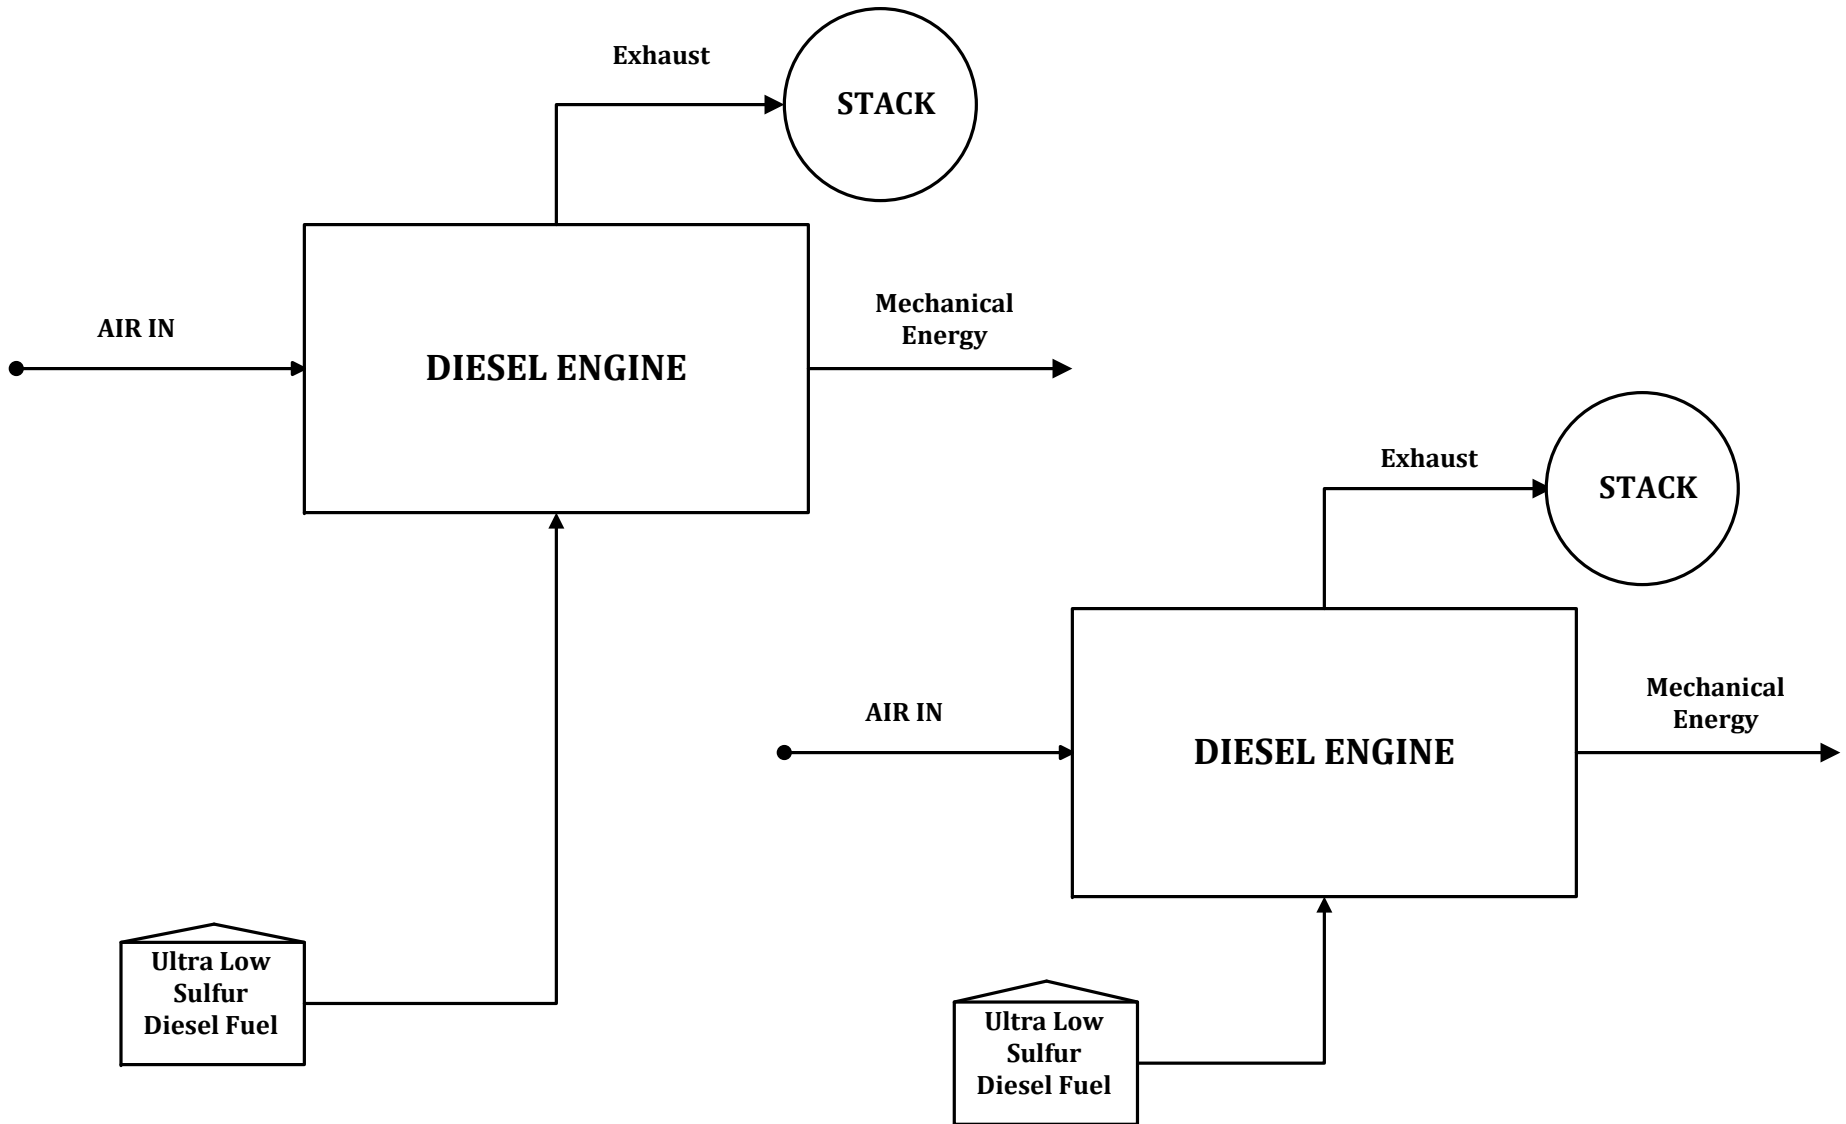 Exhaust
STACK
AIR IN
Mechanical
Energy
DIESEL ENGINE
Ultra Low
Sulfur
Diesel Fuel
Exhaust
STACK
AIR IN
Mechanical
Energy
DIESEL ENGINE
Ultra Low
Sulfur
Diesel Fuel